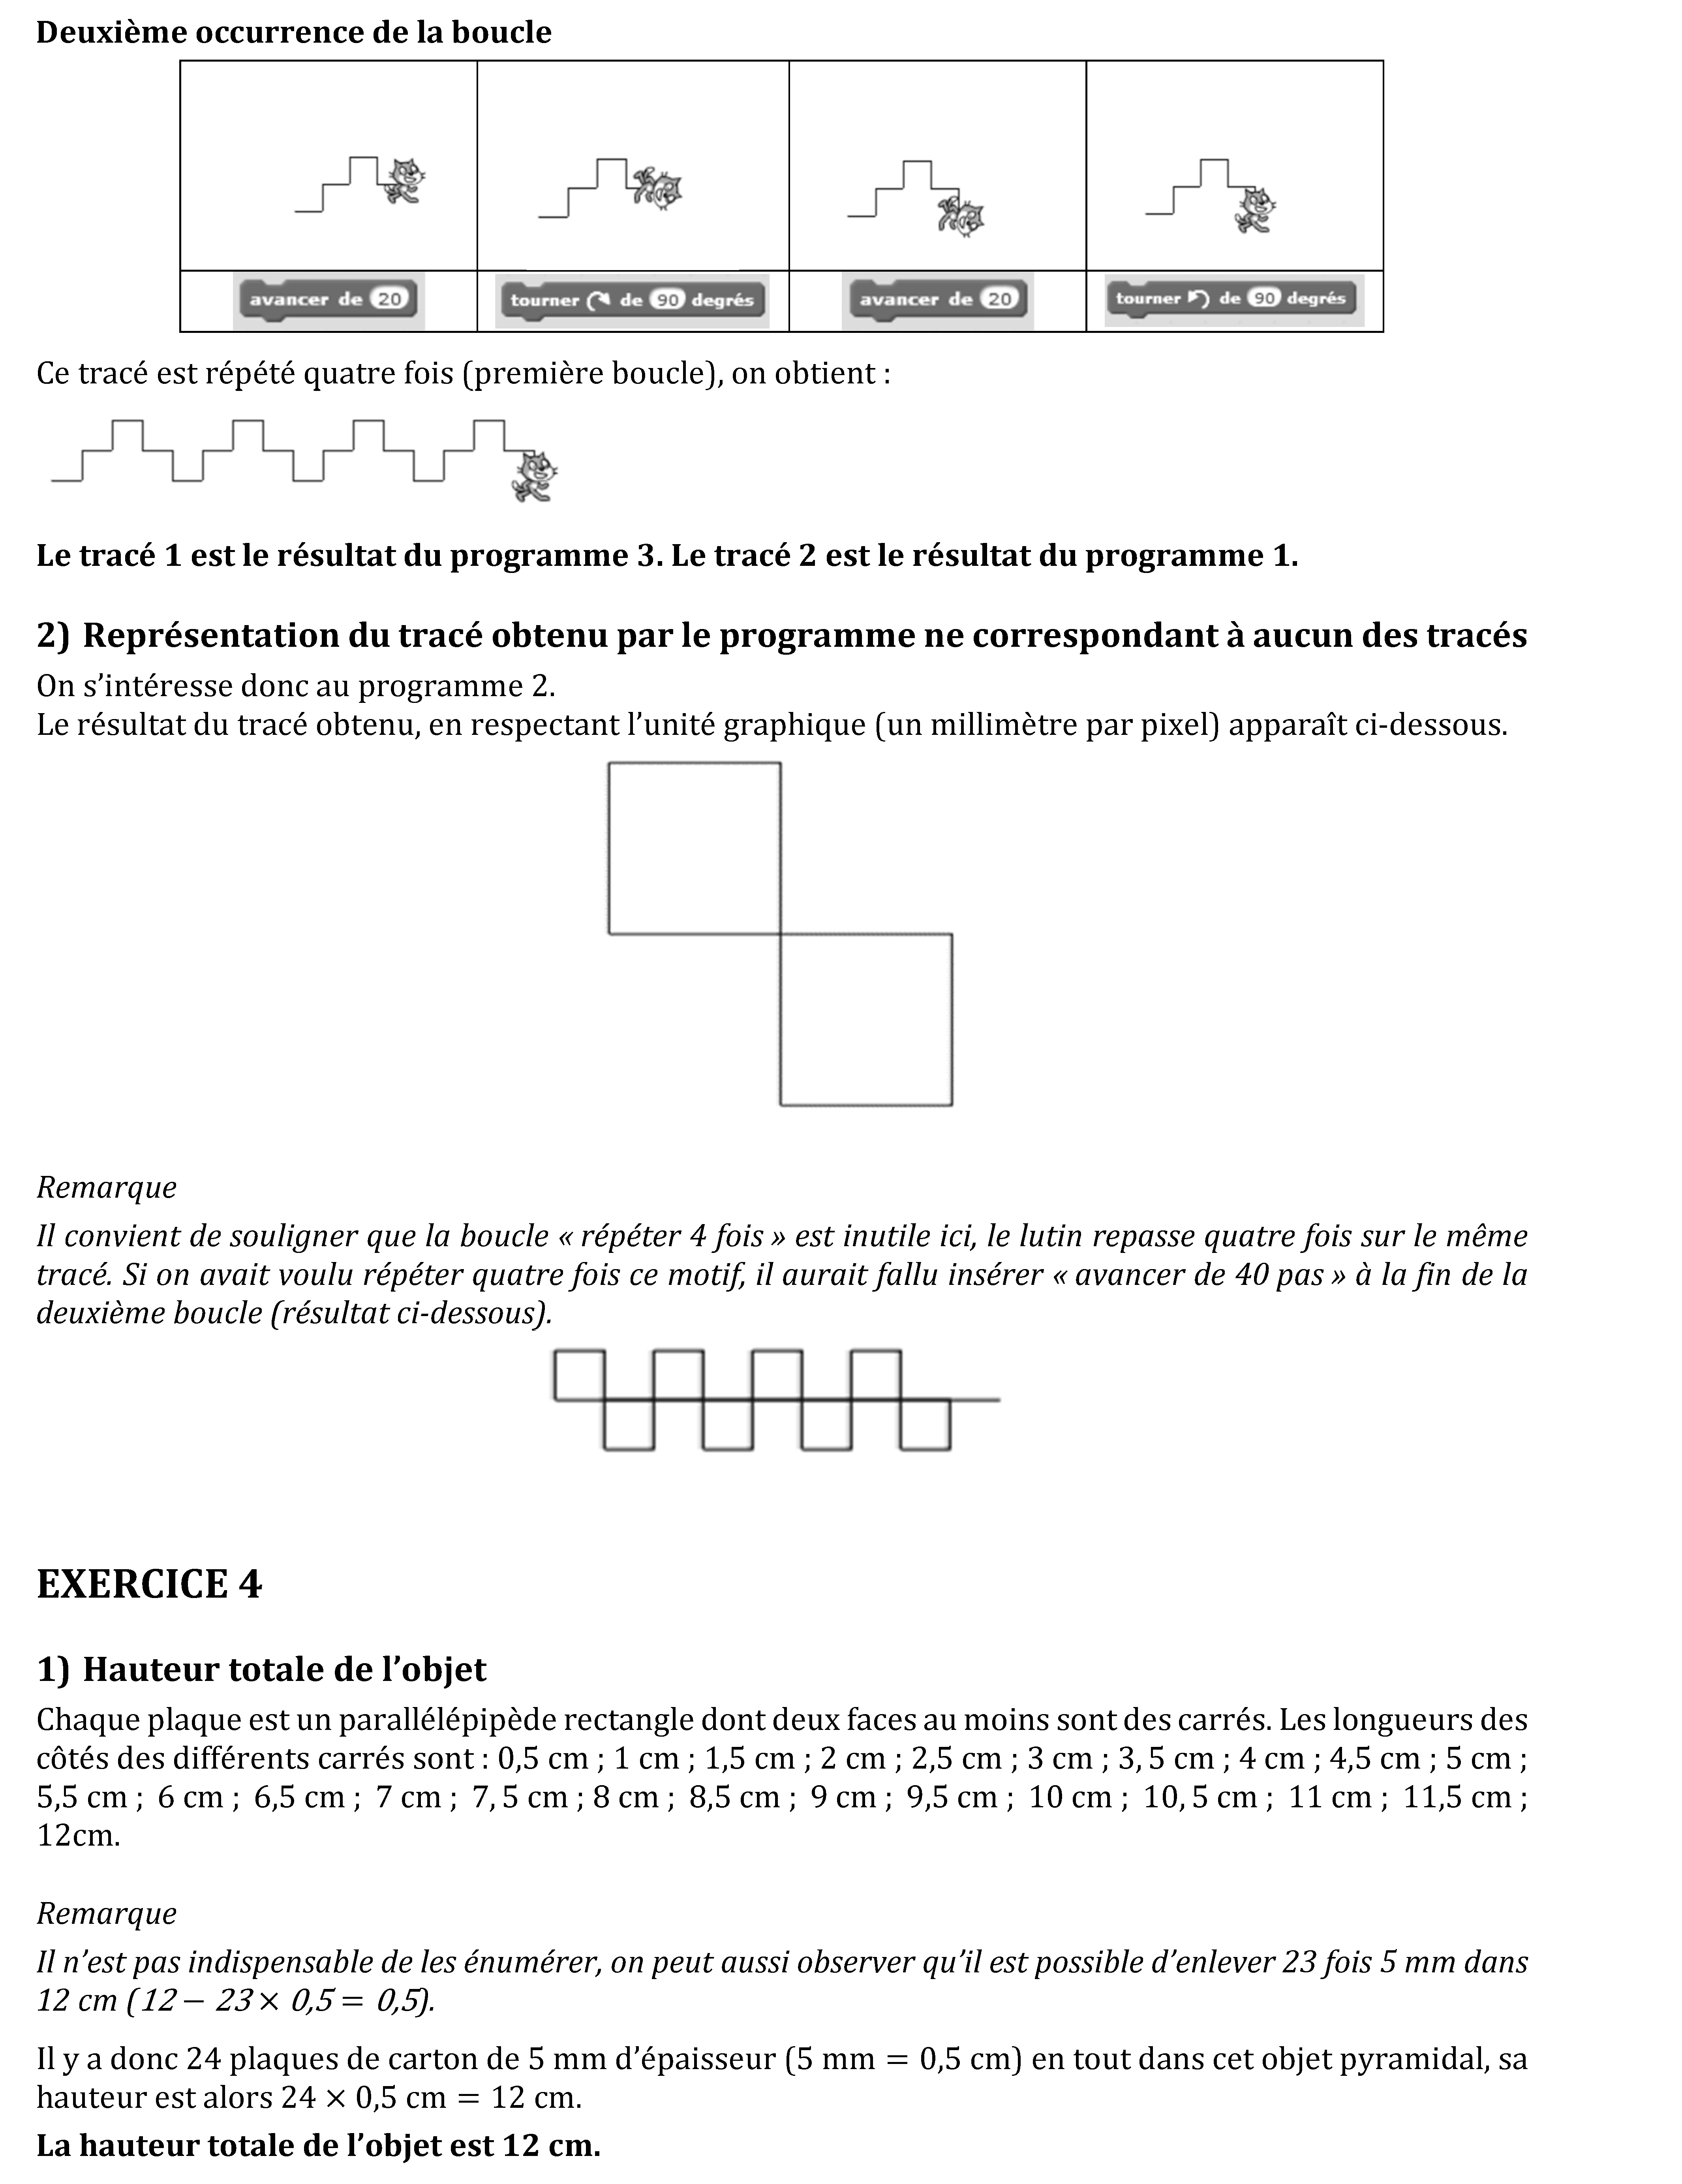 Deuxième occurrence de la boucle
avancer de 20
tourner de 90 degrés
avancer de 20
tourner de 90 degrés
Ce tracé est répété quatre fois (première boucle), on obtient :
Le tracé 1 est le résultat du programme 3. Le tracé 2 est le résultat du programme 1.
2) Représentation du tracé obtenu par le programme ne correspondant à aucun des tracés
On s’intéresse donc au programme 2.
Le résultat du tracé obtenu, en respectant l’unité graphique (un millimètre par pixel) apparaît ci-dessous.
Remarque
Il convient de souligner que la boucle « répéter 4 fois » est inutile ici, le lutin repasse quatre fois sur le même
tracé. Si on avait voulu répéter quatre fois ce motif, il aurait fallu insérer « avancer de 40 pas » à la fin de la
deuxième boucle (résultat ci-dessous).
EXERCICE 4
1) Hauteur totale de l’objet
Chaque plaque est un parallélépipède rectangle dont deux faces au moins sont des carrés. Les longueurs des
côtés des différents carrés sont : 0,5 cm ; 1 cm ; 1,5 cm ; 2 cm ; 2,5 cm ; 3 cm ; 3, 5 cm ; 4 cm ; 4,5 cm ; 5 cm ;
5,5 cm ; 6 cm ; 6,5 cm ; 7 cm ; 7, 5 cm ; 8 cm ; 8,5 cm ; 9 cm ; 9,5 cm ; 10 cm ; 10, 5 cm ; 11 cm ; 11,5 cm ;
12cm.
Remarque
Il n’est pas indispensable de les énumérer, on peut aussi observer qu’il est possible d’enlever 23 fois 5 mm dans
12 cm (12 − 23 × 0,5 = 0,5).
Il y a donc 24 plaques de carton de 5 mm d’épaisseur (5 mm = 0,5 cm) en tout dans cet objet pyramidal, sa
hauteur est alors 24 × 0,5 cm = 12 cm.
La hauteur totale de l’objet est 12 cm.